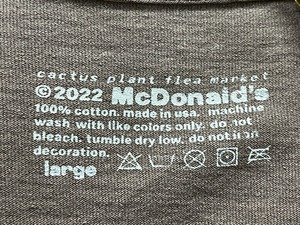 cactus plant flea market
©2022 McDonald's
100% cotton. made in usa. machine
wash with like colors only. do not
bleach. tumble dry low. do not iron
decoration.
large